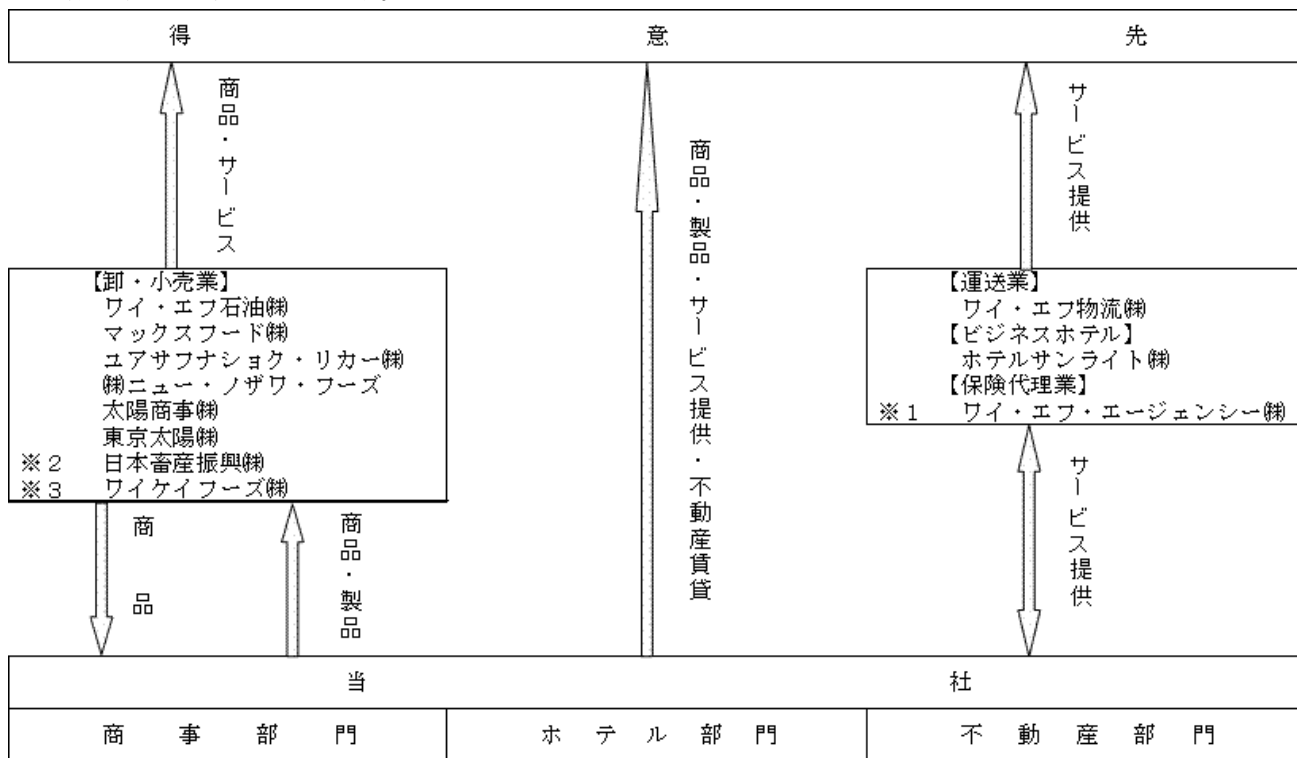 得意先
商品・サービス
商品・製品・サービス提供・不動産賃貸
サービス提供
【卸・小売業】
ワイ・エフ石油㈱
マックスフード㈱
ユアサフナショク・リカー㈱
㈱ニュー・ノザワ・フーズ
太陽商事㈱
東京太陽㈱
※2 日本畜産振興㈱
※3 ワイケイフーズ㈱
【運送業】
ワイ・エフ物流㈱
【ビジネスホテル】
ホテルサンライト㈱
【保険代理業】
※1 ワイ・エフ・エージェンシー㈱
商品
商品・製品
サービス提供
当社
商事部門 ホテル部門 不動産部門